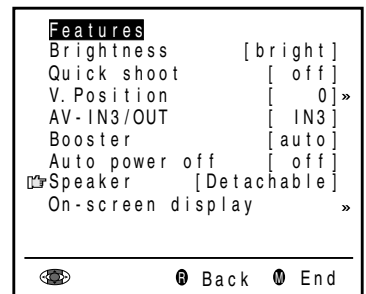 Features
Brightness [bright]
Quick shoot [ off]
V.Position [ 0]»
AV-IN3/OUT [ IN3]
Booster [auto]
Auto power off [ off]
Speaker [Detachable]
On-screen display »
R Back M End